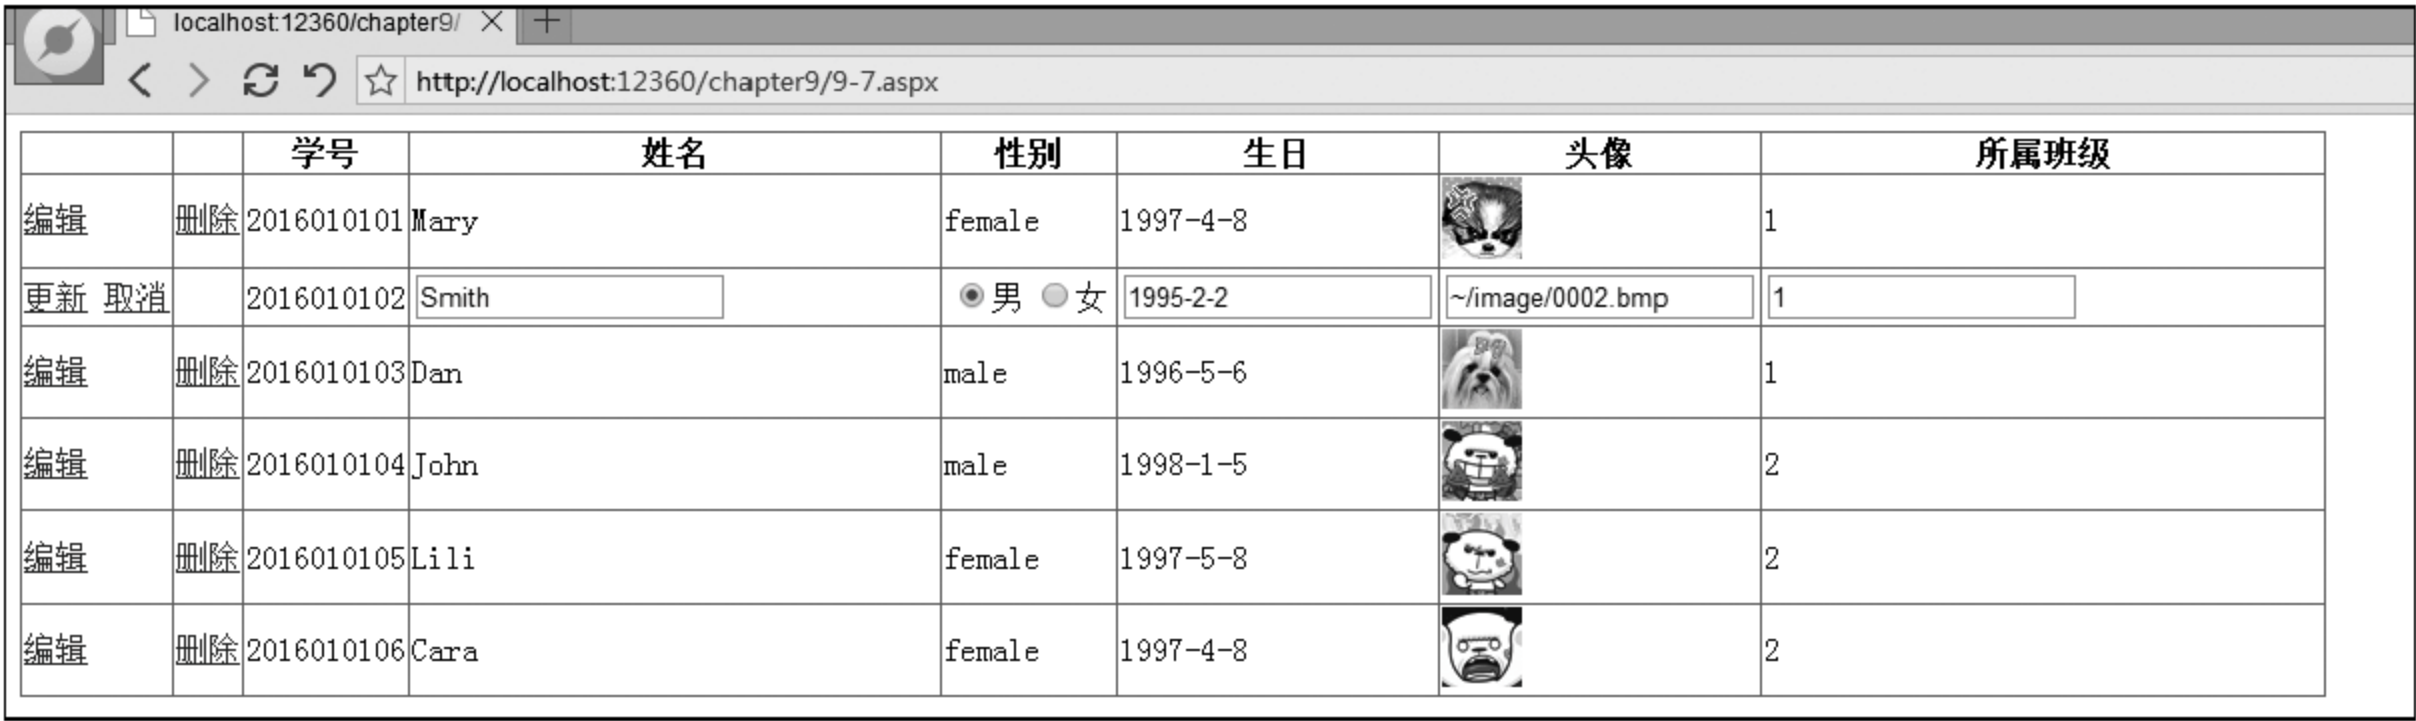 localhost:12360/chapter9/
http://localhost:12360/chapter9/9-7.aspx
学号 姓名 性别 生日 头像 所属班级
编辑 删除 2016010101 Mary female 1997-4-8 1
更新 取消 2016010102 Smith 男 女 1995-2-2 ~/image/0002.bmp 1
编辑 删除 2016010103 Dan male 1996-5-6 1
编辑 删除 2016010104 John male 1998-1-5 2
编辑 删除 2016010105 Lili female 1997-5-8 2
编辑 删除 2016010106 Cara female 1997-4-8 2